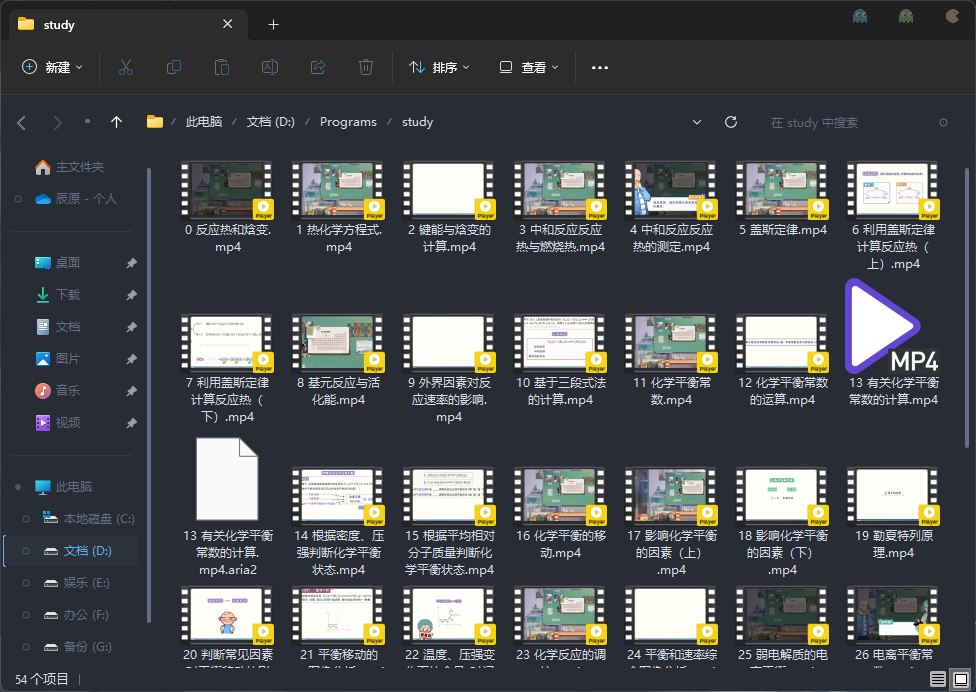 study
新建
排序
查看
此电脑 / 文档 (D:) / Programs / study
在 study 中搜索
主文件夹
辰原 - 个人
桌面
下载
文档
图片
音乐
视频
此电脑
本地磁盘 (C:)
文档 (D:)
娱乐 (E:)
办公 (F:)
备份 (G:)
0 反应热和焓变.
mp4
1 热化学方程式.
mp4
2 键能与焓变的
计算.mp4
3 中和反应反应
热与燃烧热.mp4
4 中和反应反应
热的测定.mp4
5 盖斯定律.mp4
6 利用盖斯定律
计算反应热（
上）.mp4
7 利用盖斯定律
计算反应热（
下）.mp4
8 基元反应与活
化能.mp4
9 外界因素对反
应速率的影响.
mp4
10 基于三段式法
的计算.mp4
11 化学平衡常
数.mp4
12 化学平衡常数
的运算.mp4
MP4
13 有关化学平衡
常数的计算.mp4
13 有关化学平衡
常数的计算.
mp4.aria2
14 根据密度、压
强判断化学平衡
状态.mp4
15 根据平均相对
分子质量判断化
学平衡状态.mp4
16 化学平衡的移
动.mp4
17 影响化学平衡
的因素（上）
.mp4
18 影响化学平衡
的因素（下）
.mp4
19 勒夏特列原
理.mp4
20 判断常见因素
21 平衡移动的
22 温度、压强变
23 化学反应的调
24 平衡和速率综
25 弱电解质的电
26 电离平衡常
54 个项目